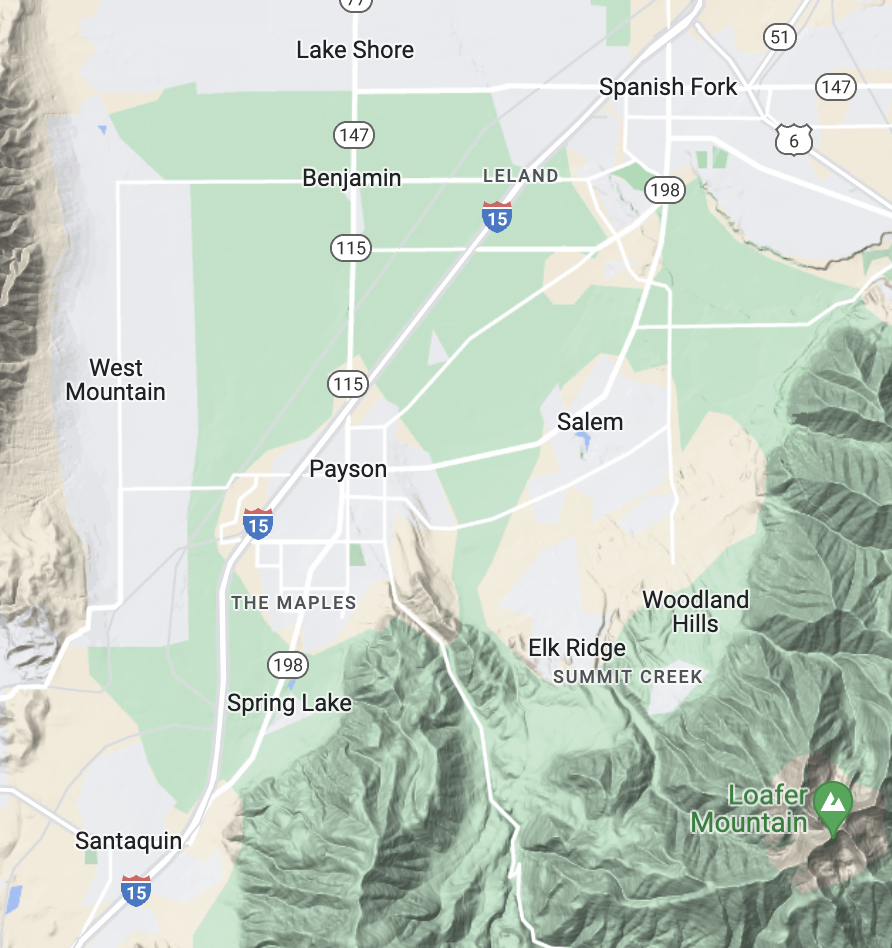 77
Lake Shore
51
Spanish Fork
147
147
6
Benjamin
LELAND
198
15
115
West
Mountain
115
Salem
Payson
15
THE MAPLES
Woodland
Hills
Elk Ridge
198
SUMMIT CREEK
Spring Lake
Loafer
Mountain
Santaquin
15